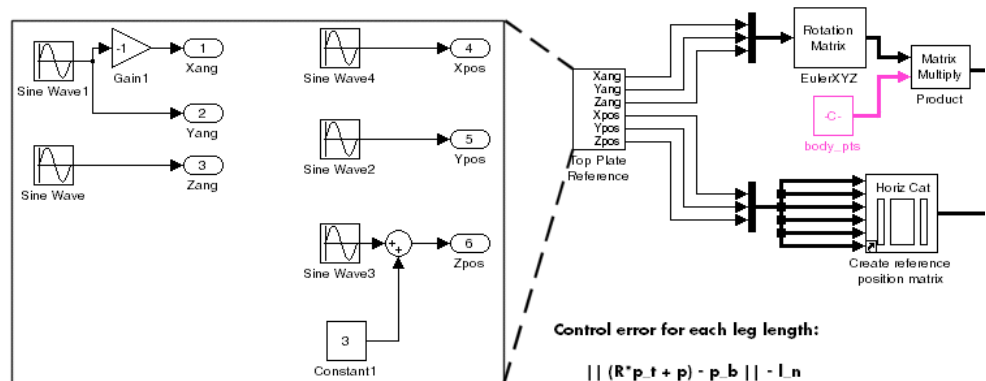 -1
Gain1
1
Xang
Sine Wave1
2
Yang
3
Zang
Sine Wave
4
Xpos
Sine Wave4
5
Ypos
Sine Wave2
6
Zpos
Sine Wave3
+
+
3
Constant1
Xang
Yang
Zang
Xpos
Ypos
Zpos
Top Plate
Reference
Rotation
Matrix
EulerXYZ
Matrix
Multiply
Product
-C-
body_pts
Horiz Cat
Create reference
position matrix
Control error for each leg length:
|| (R*p_t + p) - p_b || - l_n